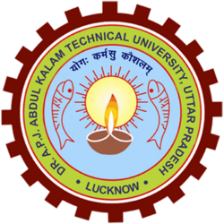 DR. A.P.J. ABDUL KALAM TECHNICAL UNIVERSITY, UTTAR PRADESH
योगः कर्मसु कौशलम्
• LUCKNOW •